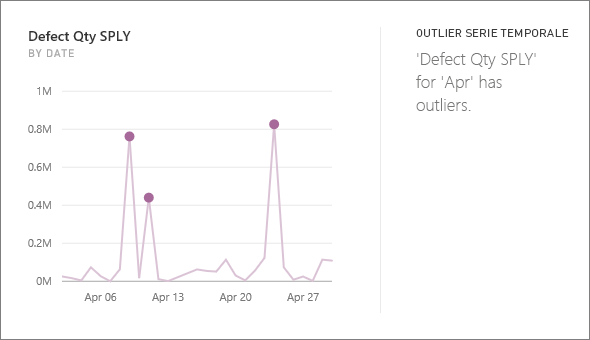 Defect Qty SPLY
BY DATE
1M
0.8M
0.6M
0.4M
0.2M
0M
Apr 06 Apr 13 Apr 20 Apr 27
OUTLIER SERIE TEMPORALE
'Defect Qty SPLY'
for 'Apr' has
outliers.